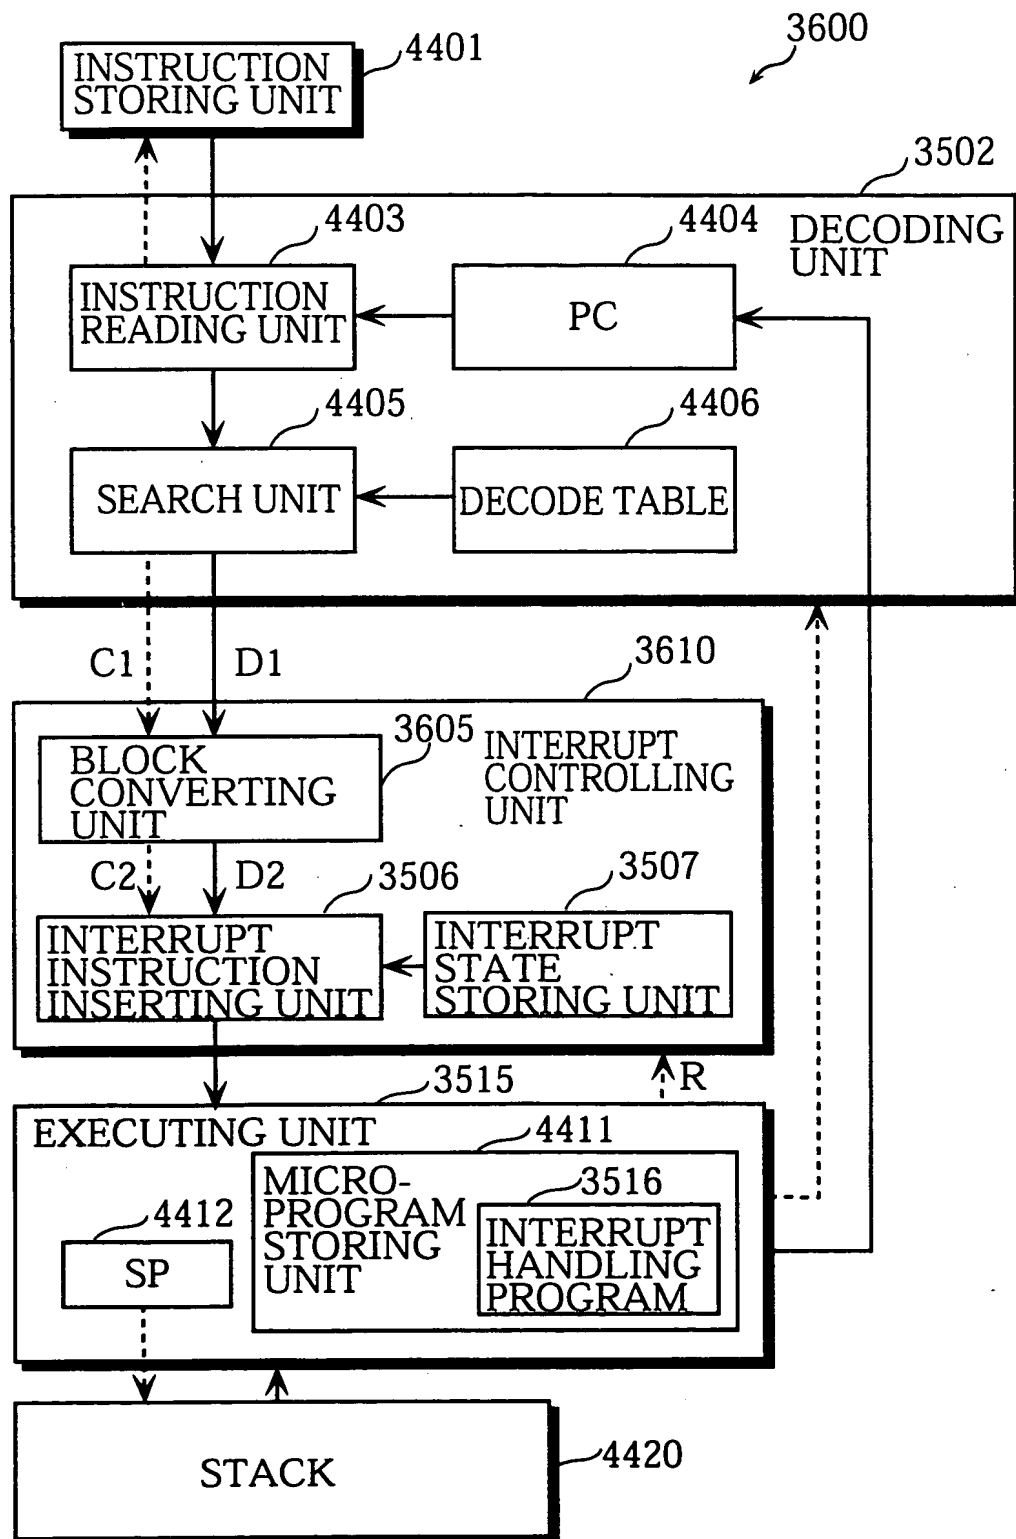 3600
4401
INSTRUCTION
STORING UNIT
3502
DECODING
UNIT
4403
INSTRUCTION
READING UNIT
4404
PC
4405
SEARCH UNIT
4406
DECODE TABLE
C1
D1
3610
INTERRUPT
CONTROLLING
UNIT
3605
BLOCK
CONVERTING
UNIT
C2
D2
3506
INTERRUPT
INSTRUCTION
INSERTING UNIT
3507
INTERRUPT
STATE
STORING UNIT
R
3515
EXECUTING UNIT
4411
MICRO-
PROGRAM
STORING
UNIT
3516
INTERRUPT
HANDLING
PROGRAM
4412
SP
STACK
4420